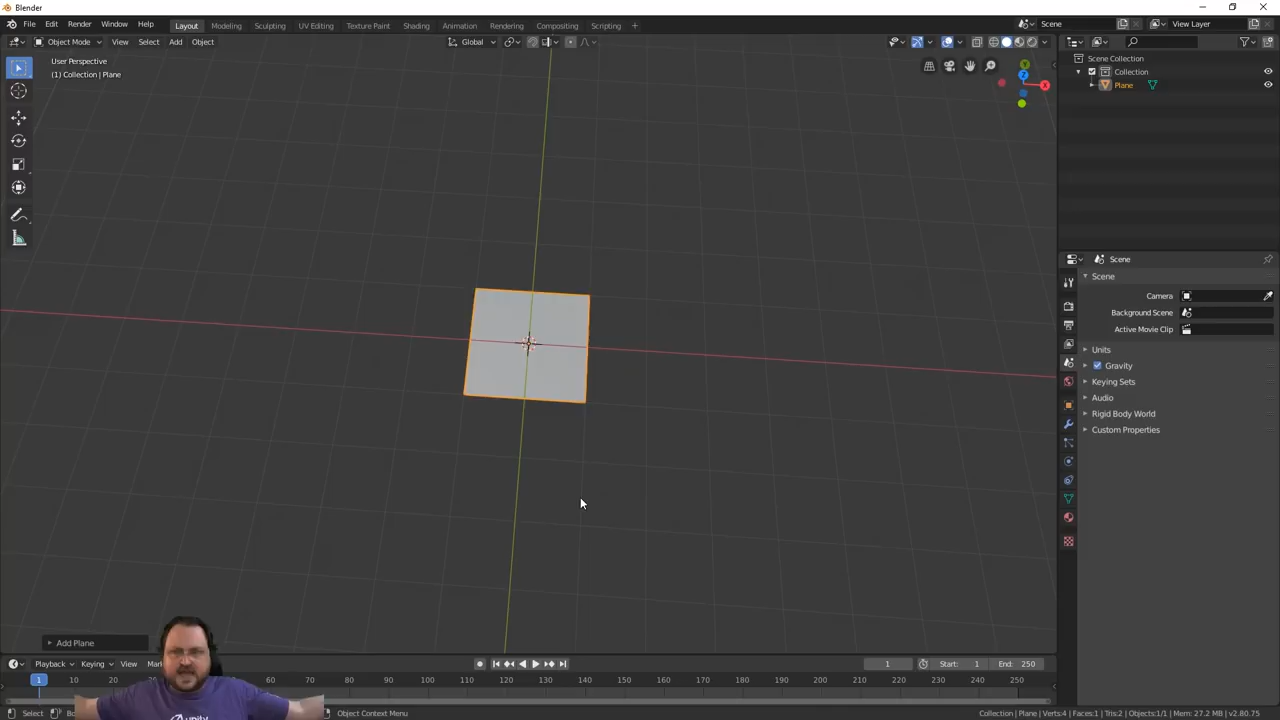 Blender
File Edit Render Window Help Layout Modeling Sculpting UV Editing Texture Paint Shading Animation Rendering Compositing Scripting + Scene View Layer
Object Mode View Select Add Object Global
User Perspective
(1) Collection | Plane
Y
Z
X
Scene Collection
Collection
Plane
Scene
Scene
Camera
Background Scene
Active Movie Clip
Units
Gravity
Keying Sets
Audio
Rigid Body World
Custom Properties
Add Plane
Playback Keying View 1 Start: 1 End: 250
1 10 20 60 70 80 90 100 110 120 130 140 150 160 170 180 190 200 210 220 230 240 250
unity
Select Object Context Menu Collection | Plane | Verts:4 | Faces:1 | Tris:2 | Objects:1/1 | Mem: 27.2 MB | v2.80.75